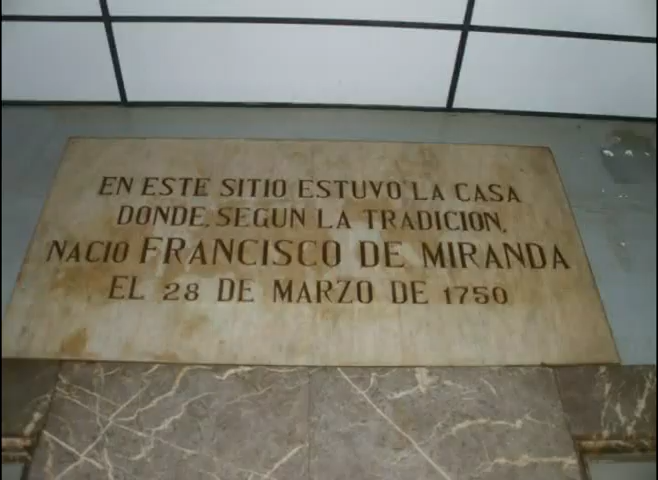 EN ESTE SITIO ESTUVO LA CASA
DONDE, SEGUN LA TRADICION,
NACIO FRANCISCO DE MIRANDA
EL 28 DE MARZO DE 1750